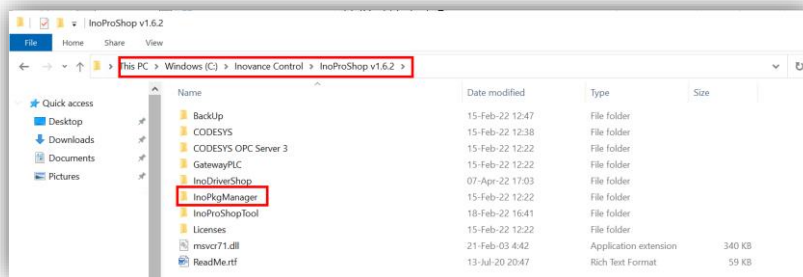 InoProShop v1.6.2
File Home Share View
This PC > Windows (C:) > Inovance Control > InoProShop v1.6.2 >
Name Date modified Type Size
Quick access
Desktop
Downloads
Documents
Pictures
BackUp 15-Feb-22 12:47 File folder
CODESYS 15-Feb-22 12:38 File folder
CODESYS OPC Server 3 15-Feb-22 12:22 File folder
GatewayPLC 15-Feb-22 12:22 File folder
InoDriverShop 07-Apr-22 17:03 File folder
InoPkgManager 15-Feb-22 12:22 File folder
InoProShopTool 18-Feb-22 16:41 File folder
Licenses 15-Feb-22 12:22 File folder
msvcr71.dll 21-Feb-03 4:42 Application extension 340 KB
ReadMe.rtf 13-Jul-20 20:47 Rich Text Format 59 KB